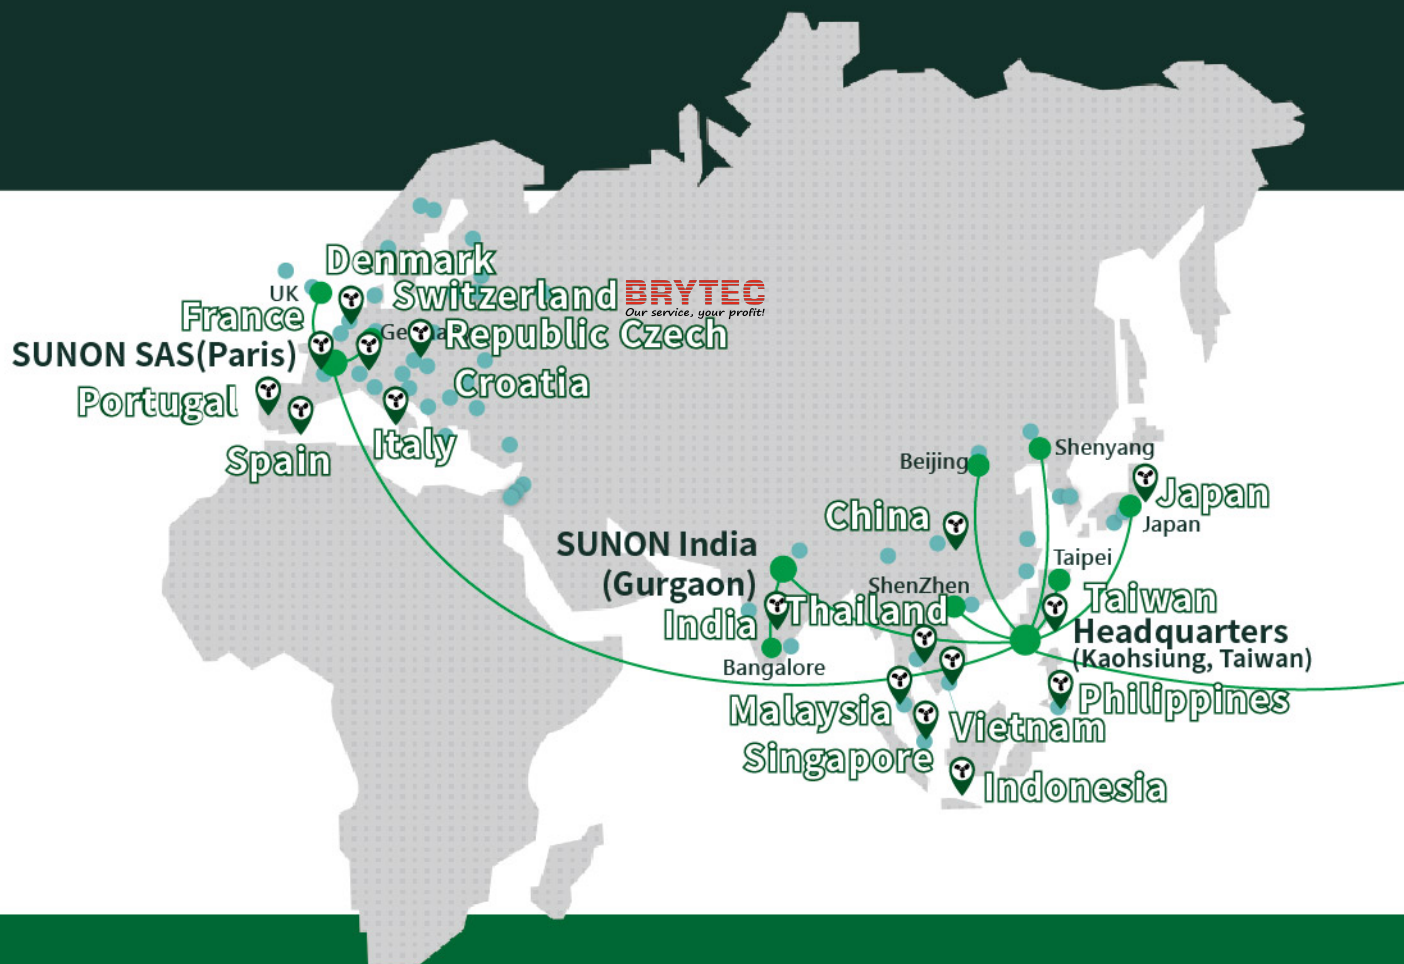 Denmark
UK
Switzerland
BRYTEC
Our service, your profit!
France
Republic Czech
SUNON SAS(Paris)
Croatia
Portugal
Italy
Spain
Beijing
Shenyang
Japan
China
Japan
SUNON India
(Gurgaon)
Taipei
ShenZhen
Thailand
India
Taiwan
Headquarters
(Kaohsiung, Taiwan)
Bangalore
Malaysia
Philippines
Vietnam
Singapore
Indonesia